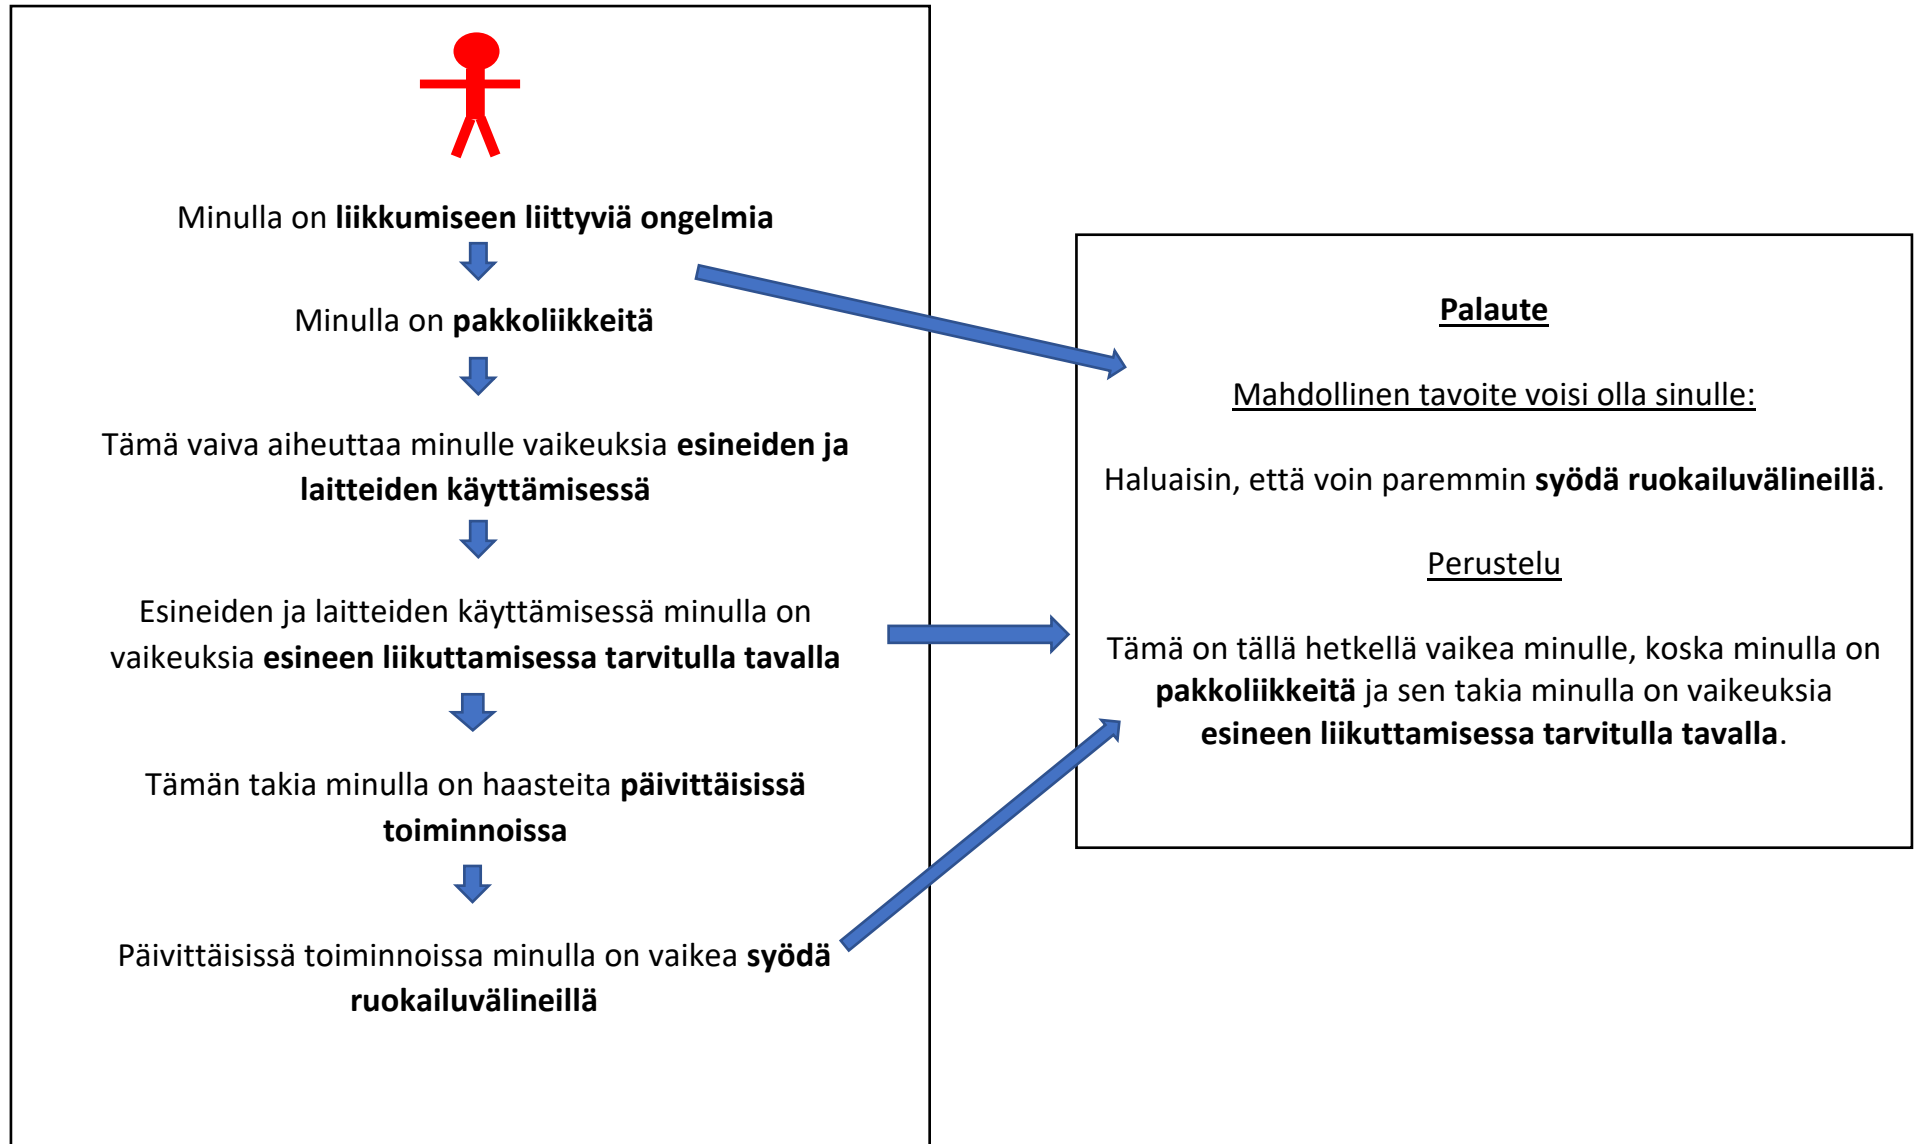 Minulla on liikkumiseen liittyviä ongelmia
Minulla on pakkoliikkeitä
Tämä vaiva aiheuttaa minulle vaikeuksia esineiden ja
laitteiden käyttämisessä
Esineiden ja laitteiden käyttämisessä minulla on
vaikeuksia esineen liikuttamisessa tarvitulla tavalla
Tämän takia minulla on haasteita päivittäisissä
toiminnoissa
Päivittäisissä toiminnoissa minulla on vaikea syödä
ruokailuvälineillä
Palaute
Mahdollinen tavoite voisi olla sinulle:
Haluaisin, että voin paremmin syödä ruokailuvälineillä.
Perustelu
Tämä on tällä hetkellä vaikea minulle, koska minulla on
pakkoliikkeitä ja sen takia minulla on vaikeuksia
esineen liikuttamisessa tarvitulla tavalla.